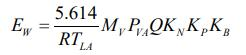 E_W = \frac{5.614}{RT_{LA}} M_V P_{VA} Q K_N K_P K_B